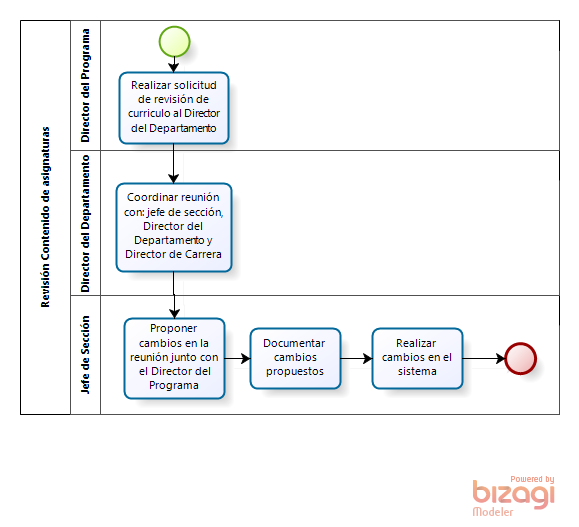 Revisión Contenido de asignaturas
Director del Programa
Realizar solicitud
de revisión de
curriculo al Director
del Departamento
Director del Departamento
Coordinar reunión
con: jefe de sección,
Director del
Departamento y
Director de Carrera
Jefe de Sección
Proponer
cambios en la
reunión junto con
el Director del
Programa
Documentar
cambios
propuestos
Realizar
cambios en el
sistema
Powered by
bizagi
Modeler